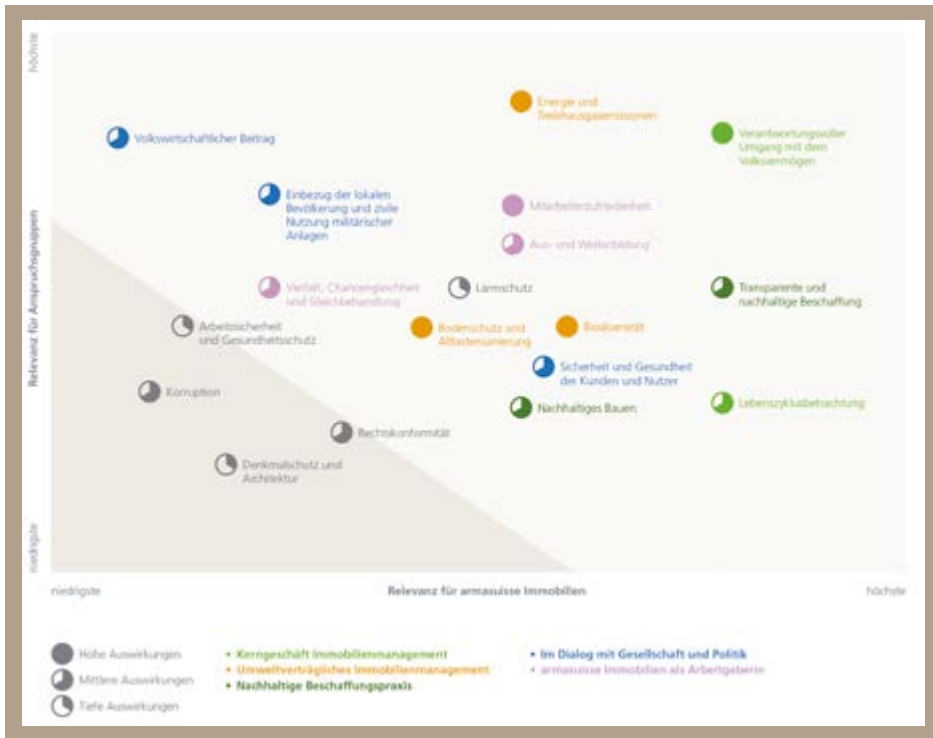 höchste
Relevanz für Anspruchsgruppen
niedrigste
Energie und
Treibhausgasemissionen
Verantwortungsvoller
Umgang mit dem
Volksvermögen
Volkswirtschaftlicher Beitrag
Einbezug der lokalen
Bevölkerung und zivile
Nutzung militärischer
Anlagen
Mitarbeiterzufriedenheit
Aus- und Weiterbildung
Vielfalt, Chancengleichheit
und Gleichbehandlung
Lärmschutz
Transparente und
nachhaltige Beschaffung
Arbeitssicherheit
und Gesundheitsschutz
Bodenschutz und
Altlastensanierung
Biodiversität
Sicherheit und Gesundheit
der Kunden und Nutzer
Korruption
Nachhaltiges Bauen
Lebenszyklusbetrachtung
Rechtskonformität
Denkmalschutz und
Architektur
niedrigste
Relevanz für armasuisse Immobilien
höchste
Hohe Auswirkungen
Mittlere Auswirkungen
Tiefe Auswirkungen
• Kerngeschäft Immobilienmanagement
• Umweltverträgliches Immobilienmanagement
• Nachhaltige Beschaffungspraxis
• Im Dialog mit Gesellschaft und Politik
• armasuisse Immobilien als Arbeitgeberin